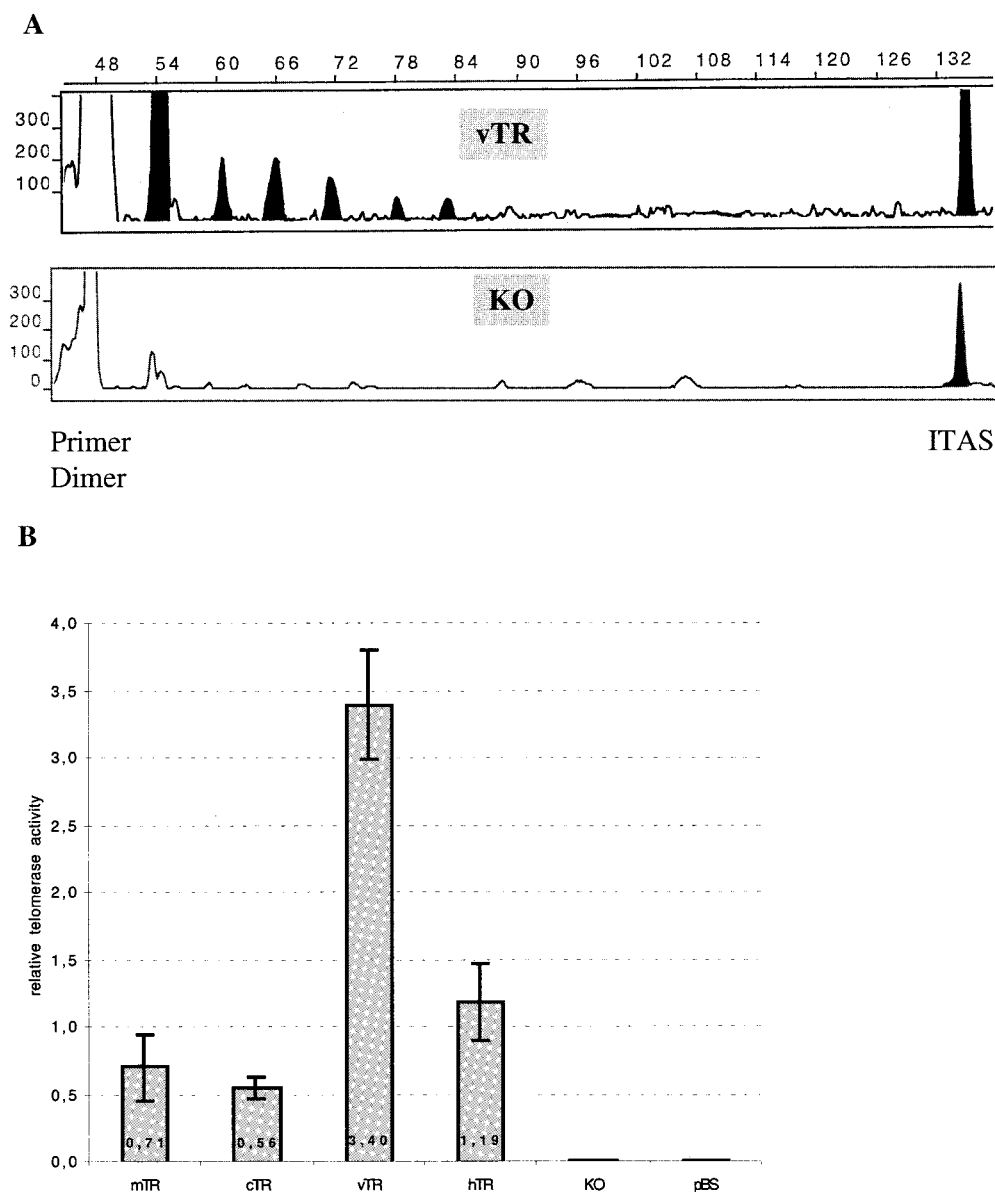 A
48 54 60 66 72 78 84 90 96 102 108 114 120 126 132
300
200
100
vTR
300
200
100
0
KO
Primer
Dimer
ITAS
B
4,0
3,5
3,0
2,5
2,0
1,5
1,0
0,5
0,0
relative telomerase activity
0,71 0,56 3,40 1,19
mTR cTR vTR hTR KO pBS